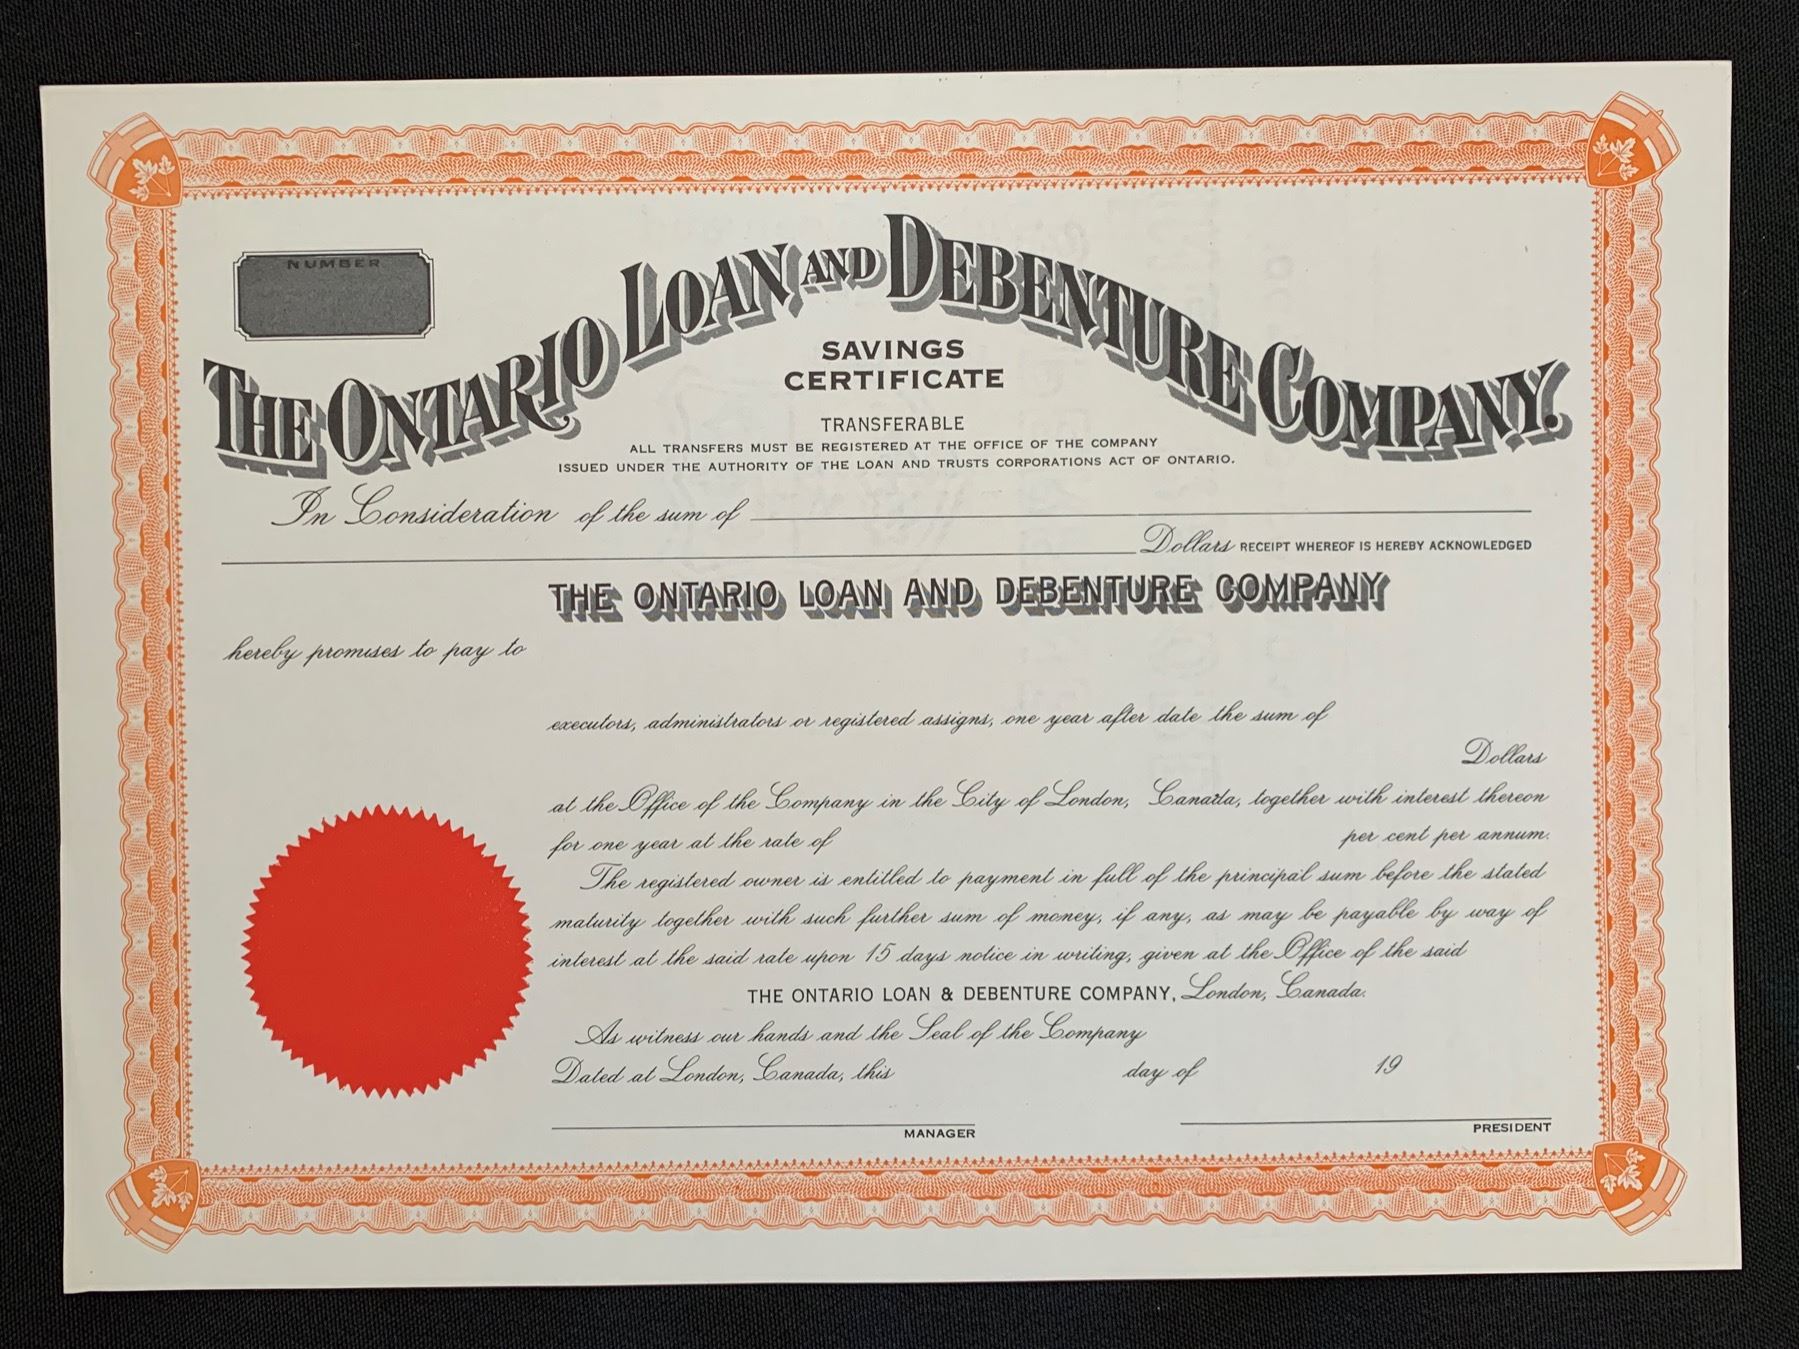 NUMBER
THE ONTARIO LOAN AND DEBENTURE COMPANY.
SAVINGS
CERTIFICATE
TRANSFERABLE
ALL TRANSFERS MUST BE REGISTERED AT THE OFFICE OF THE COMPANY
ISSUED UNDER THE AUTHORITY OF THE LOAN AND TRUSTS CORPORATIONS ACT OF ONTARIO.
In Consideration of the sum of
Dollars RECEIPT WHEREOF IS HEREBY ACKNOWLEDGED
THE ONTARIO LOAN AND DEBENTURE COMPANY
hereby promises to pay to
executors, administrators or registered assigns, one year after date the sum of
Dollars
at the Office of the Company in the City of London, Canada, together with interest thereon
for one year at the rate of per cent per annum.
The registered owner is entitled to payment in full of the principal sum before the stated
maturity together with such further sum of money, if any, as may be payable by way of
interest at the said rate upon 15 days notice in writing, given at the Office of the said
THE ONTARIO LOAN & DEBENTURE COMPANY, London, Canada.
As witness our hands and the Seal of the Company
Dated at London, Canada, this day of 19
MANAGER PRESIDENT